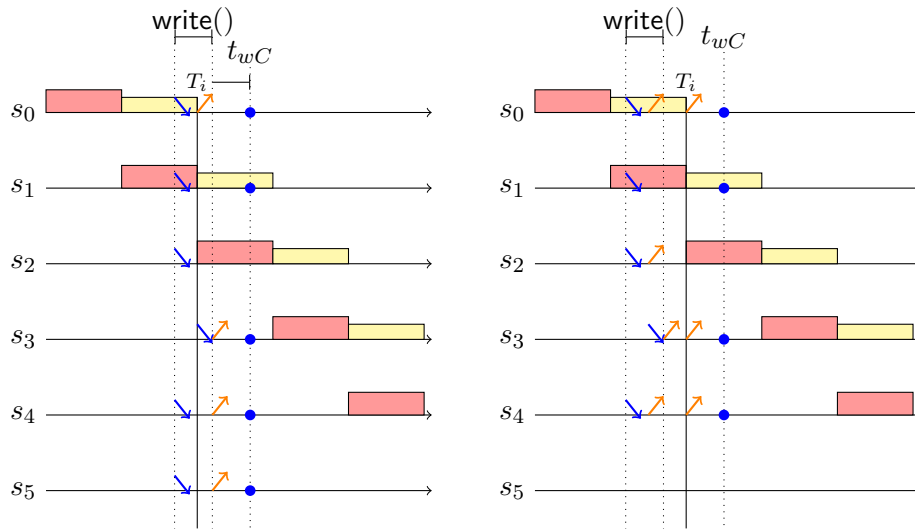 write() write()
t_{wC} t_{wC}
T_i T_i
s_0 s_0
s_1 s_1
s_2 s_2
s_3 s_3
s_4 s_4
s_5 s_5